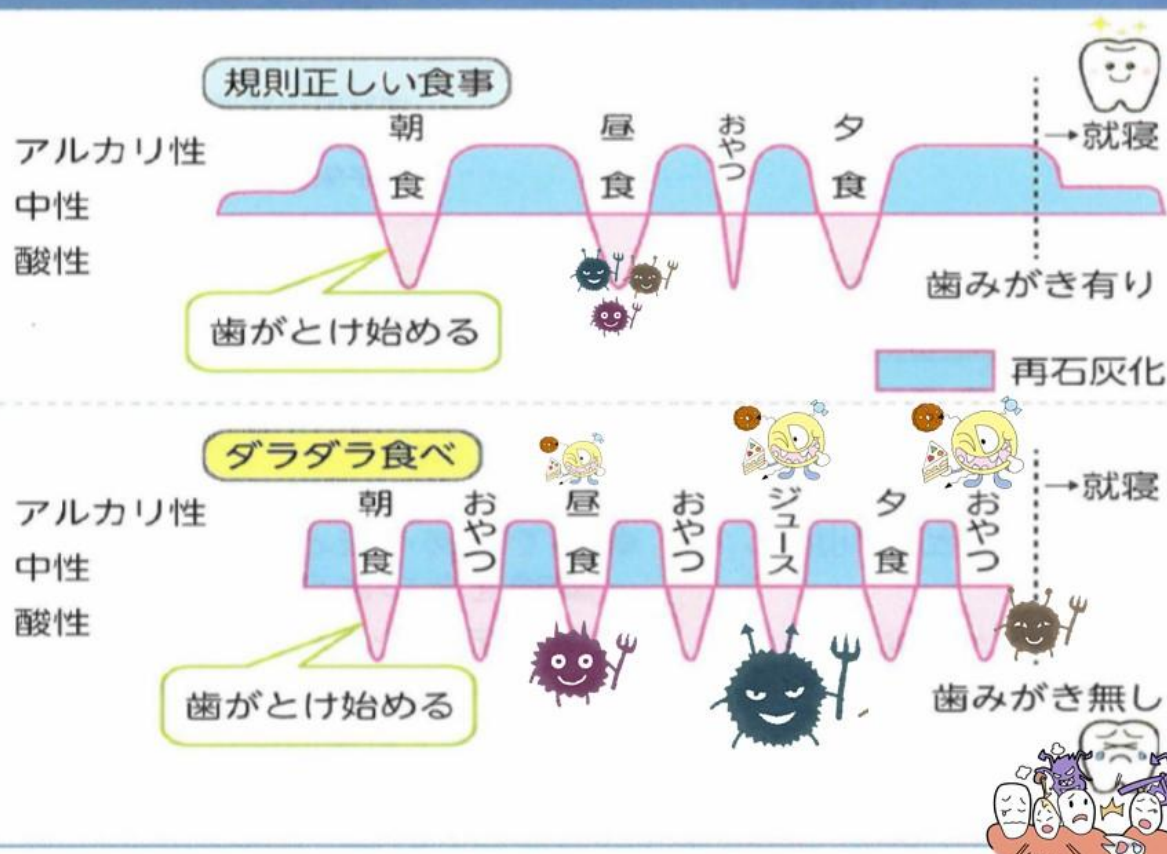 規則正しい食事
朝食
昼食
おやつ
夕食
→就寝
アルカリ性
中性
酸性
歯みがき有り
歯がとけ始める
再石灰化
ダラダラ食べ
朝食
おやつ
昼食
おやつ
ジュース
夕食
おやつ
→就寝
アルカリ性
中性
酸性
歯がとけ始める
歯みがき無し